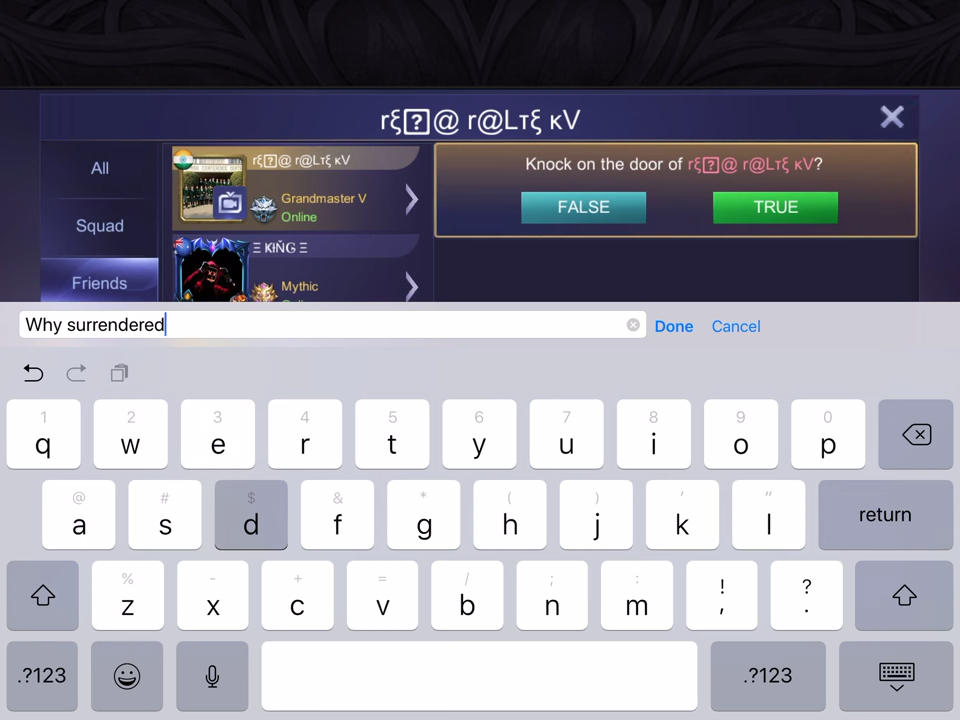 rξ⍰@ r@Lτξ κV
All
Squad
Friends
rξ⍰@ r@Lτξ κV
Grandmaster V
Online
Ξ KłÑG Ξ
Mythic
Knock on the door of rξ⍰@ r@Lτξ κV?
FALSE
TRUE
Why surrendered
Done
Cancel
1 2 3 4 5 6 7 8 9 0
q w e r t y u i o p
@ # $ & * ( ) ' "
a s d f g h j k l return
% - + = / ; : ! ?
z x c v b n m , .
.?123 .?123